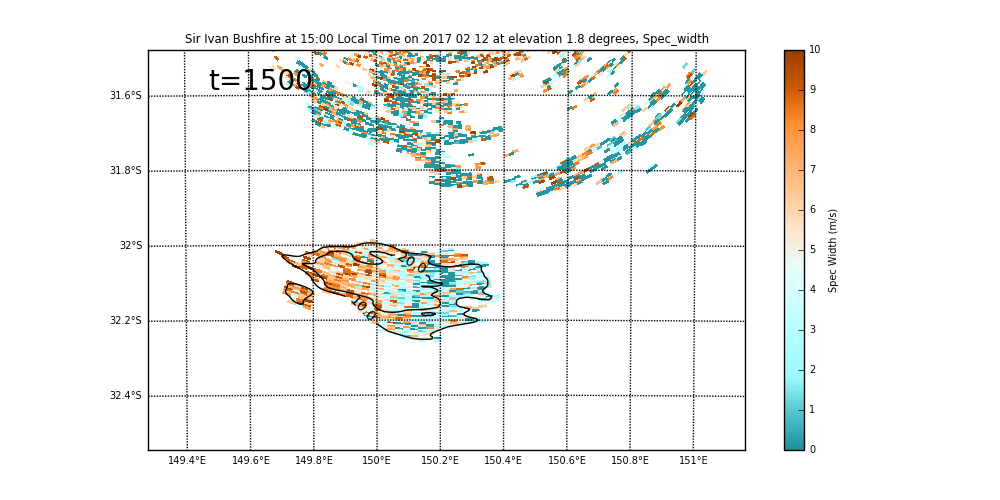 Sir Ivan Bushfire at 15:00 Local Time on 2017 02 12 at elevation 1.8 degrees, Spec_width
t=1500
31.6°S
31.8°S
32°S
32.2°S
32.4°S
149.4°E 149.6°E 149.8°E 150°E 150.2°E 150.4°E 150.6°E 150.8°E 151°E
10
9
8
7
6
5
4
3
2
1
0
Spec Width (m/s)
10.0